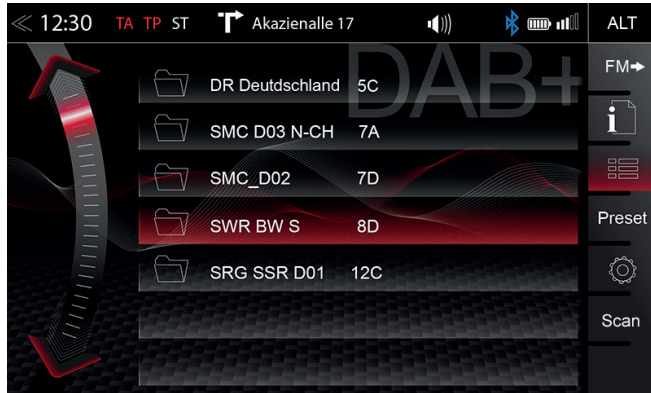 12:30 TA TP ST Akazienalle 17 ALT
DAB+
FM
DR Deutdschland 5C
i
SMC D03 N-CH 7A
SMC_D02 7D
SWR BW S 8D
Preset
SRG SSR D01 12C
Scan